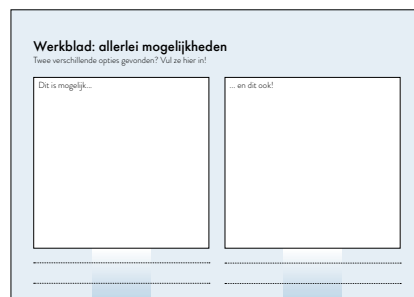 Werkblad: allerlei mogelijkheden
Twee verschillende opties gevonden? Vul ze hier in!
Dit is mogelijk...
... en dit ook!